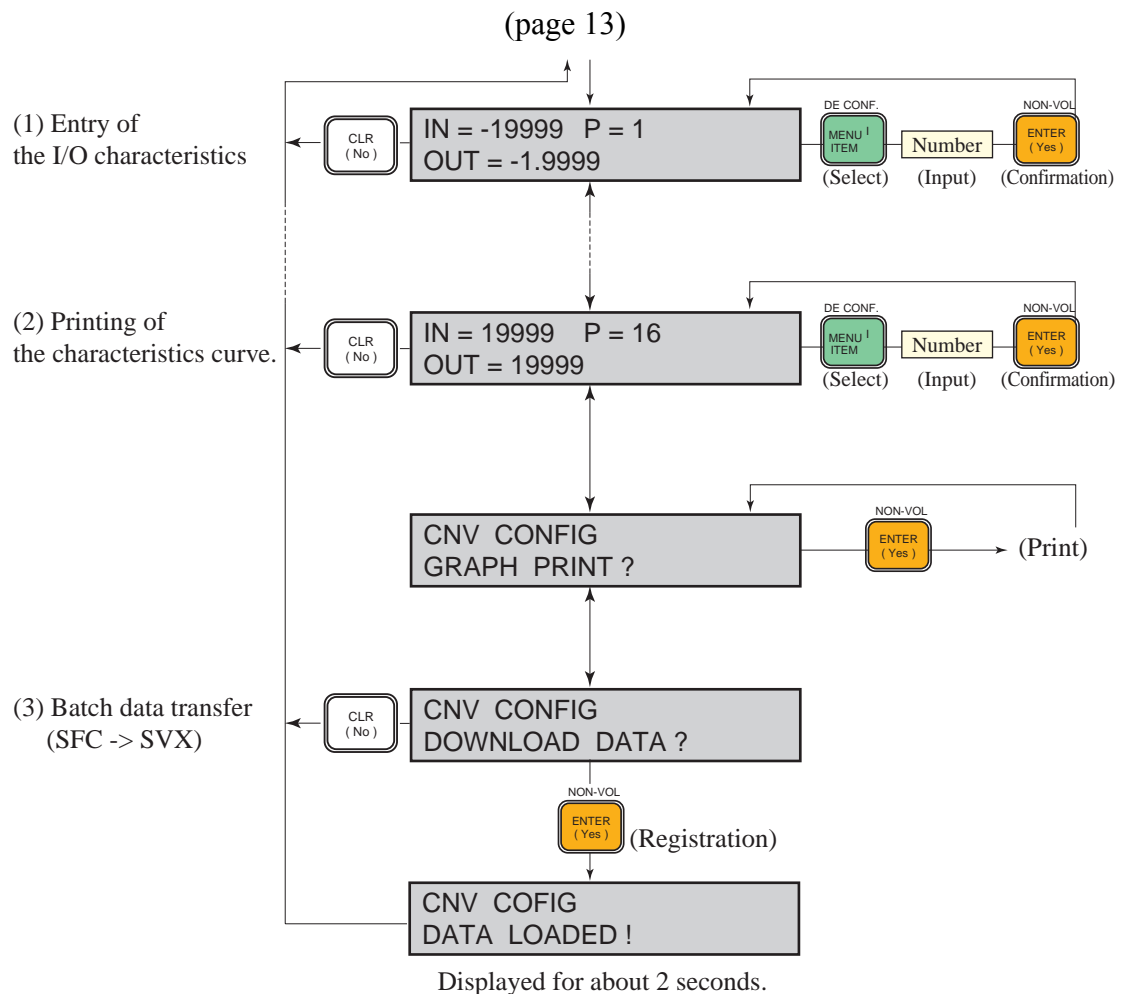 (page 13)
(1) Entry of
the I/O characteristics
CLR
( No )
IN = -19999 P = 1
OUT = -1.9999
DE CONF.
MENU I
ITEM
(Select)
Number
(Input)
NON-VOL
ENTER
( Yes )
(Confirmation)
(2) Printing of
the characteristics curve.
CLR
( No )
IN = 19999 P = 16
OUT = 19999
DE CONF.
MENU I
ITEM
(Select)
Number
(Input)
NON-VOL
ENTER
( Yes )
(Confirmation)
CNV CONFIG
GRAPH PRINT ?
NON-VOL
ENTER
( Yes )
(Print)
(3) Batch data transfer
(SFC -> SVX)
CLR
( No )
CNV CONFIG
DOWNLOAD DATA ?
NON-VOL
ENTER
( Yes )
(Registration)
CNV COFIG
DATA LOADED !
Displayed for about 2 seconds.